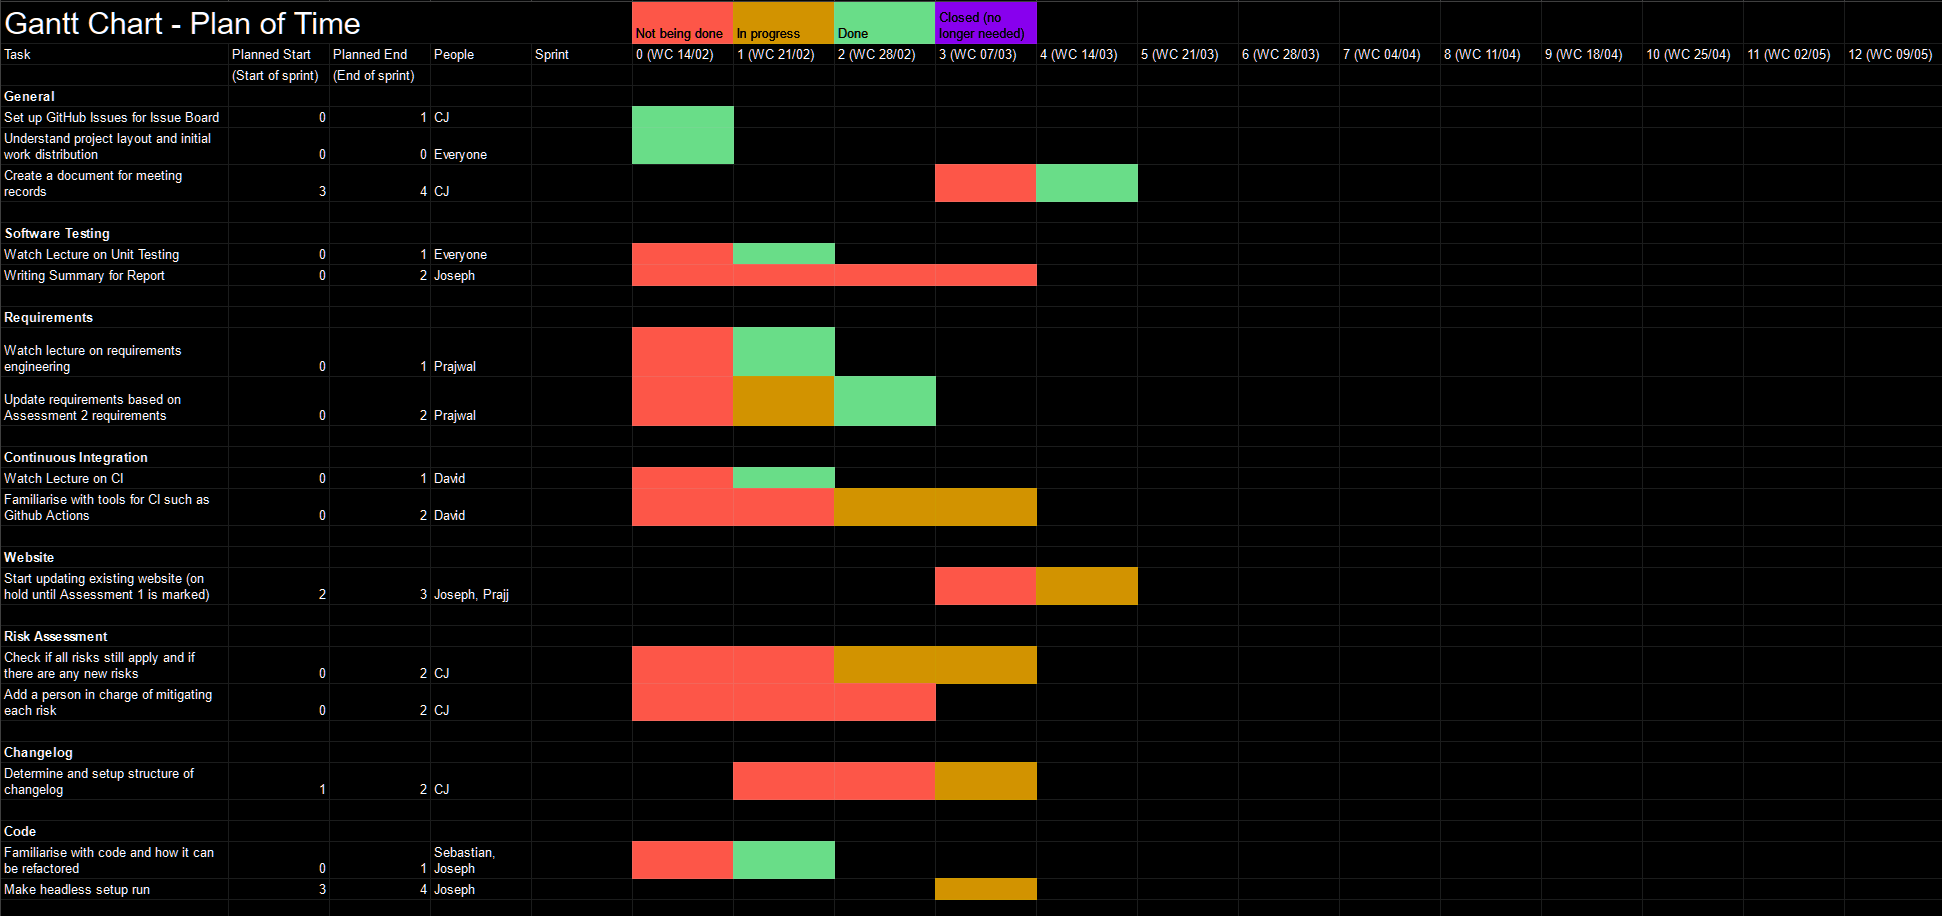 Gantt Chart - Plan of Time
Not being done In progress Done Closed (no longer needed)
Task Planned Start Planned End People Sprint 0 (WC 14/02) 1 (WC 21/02) 2 (WC 28/02) 3 (WC 07/03) 4 (WC 14/03) 5 (WC 21/03) 6 (WC 28/03) 7 (WC 04/04) 8 (WC 11/04) 9 (WC 18/04) 10 (WC 25/04) 11 (WC 02/05) 12 (WC 09/05)
(Start of sprint) (End of sprint)
General
Set up GitHub Issues for Issue Board 0 1 CJ
Understand project layout and initial
work distribution 0 0 Everyone
Create a document for meeting
records 3 4 CJ
Software Testing
Watch Lecture on Unit Testing 0 1 Everyone
Writing Summary for Report 0 2 Joseph
Requirements
Watch lecture on requirements
engineering 0 1 Prajwal
Update requirements based on
Assessment 2 requirements 0 2 Prajwal
Continuous Integration
Watch Lecture on CI 0 1 David
Familiarise with tools for CI such as
Github Actions 0 2 David
Website
Start updating existing website (on
hold until Assessment 1 is marked) 2 3 Joseph, Prajj
Risk Assessment
Check if all risks still apply and if
there are any new risks 0 2 CJ
Add a person in charge of mitigating
each risk 0 2 CJ
Changelog
Determine and setup structure of
changelog 1 2 CJ
Code
Familiarise with code and how it can Sebastian,
be refactored 0 1 Joseph
Make headless setup run 3 4 Joseph